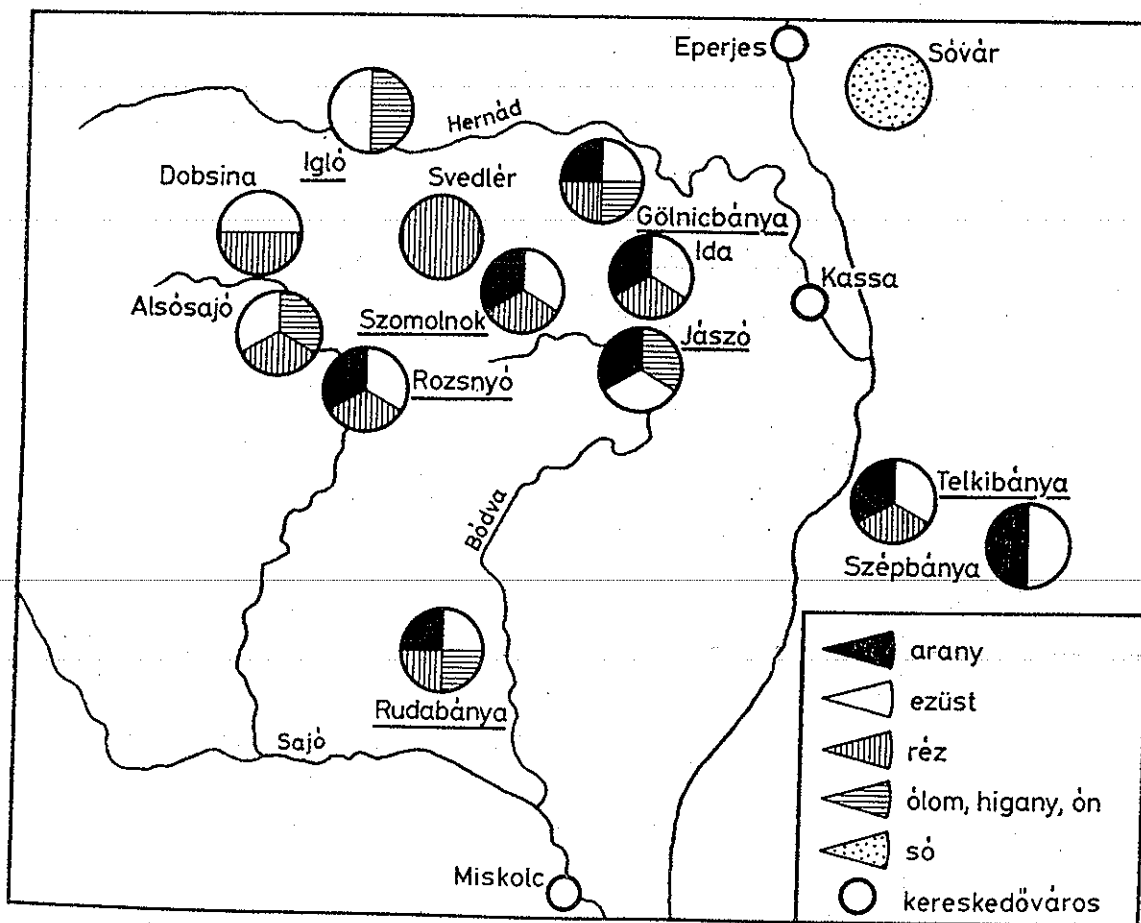 Eperjes
Sóvár
Hernád
Igló
Dobsina
Svedlér
Gölnicbánya
Ida
Kassa
Alsósajó
Szomolnok
Jászó
Rozsnyó
Bódva
Telkibánya
Szépbánya
Rudabánya
Sajó
Miskolc
arany
ezüst
réz
ólom, higany, ón
só
kereskedőváros